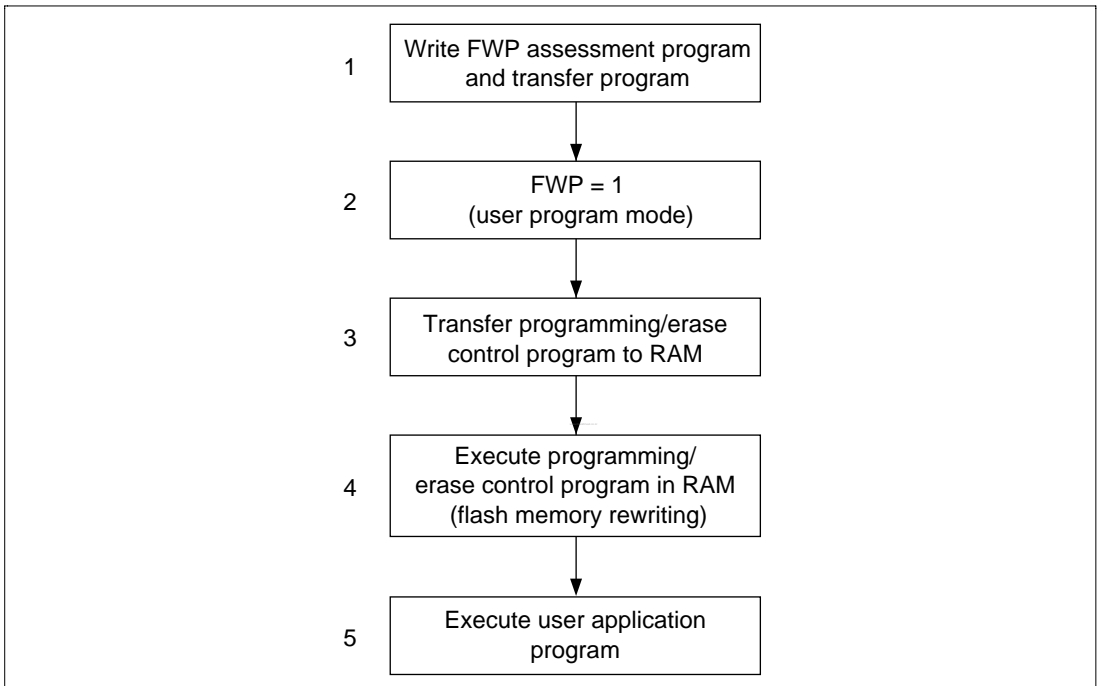 1
Write FWP assessment program
and transfer program
2
FWP = 1
(user program mode)
3
Transfer programming/erase
control program to RAM
4
Execute programming/
erase control program in RAM
(flash memory rewriting)
5
Execute user application
program